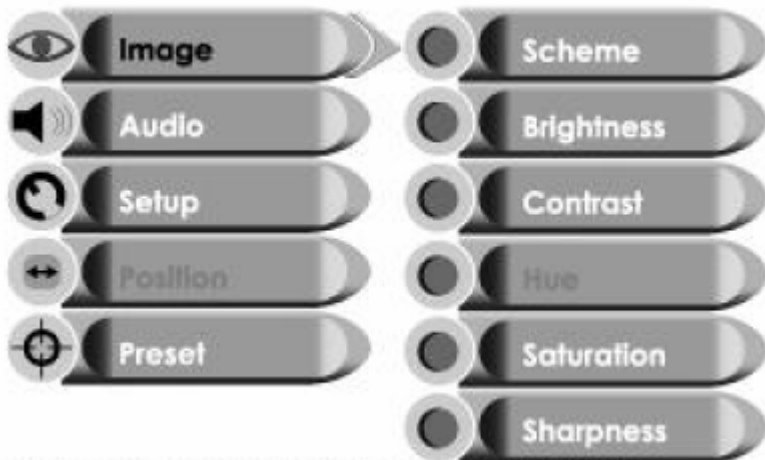 Image
Audio
Setup
Position
Preset
Scheme
Brightness
Contrast
Hue
Saturation
Sharpness